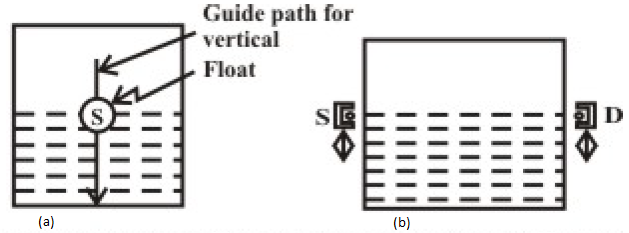 Guide path for
vertical
Float
S
S
D
(a)
(b)